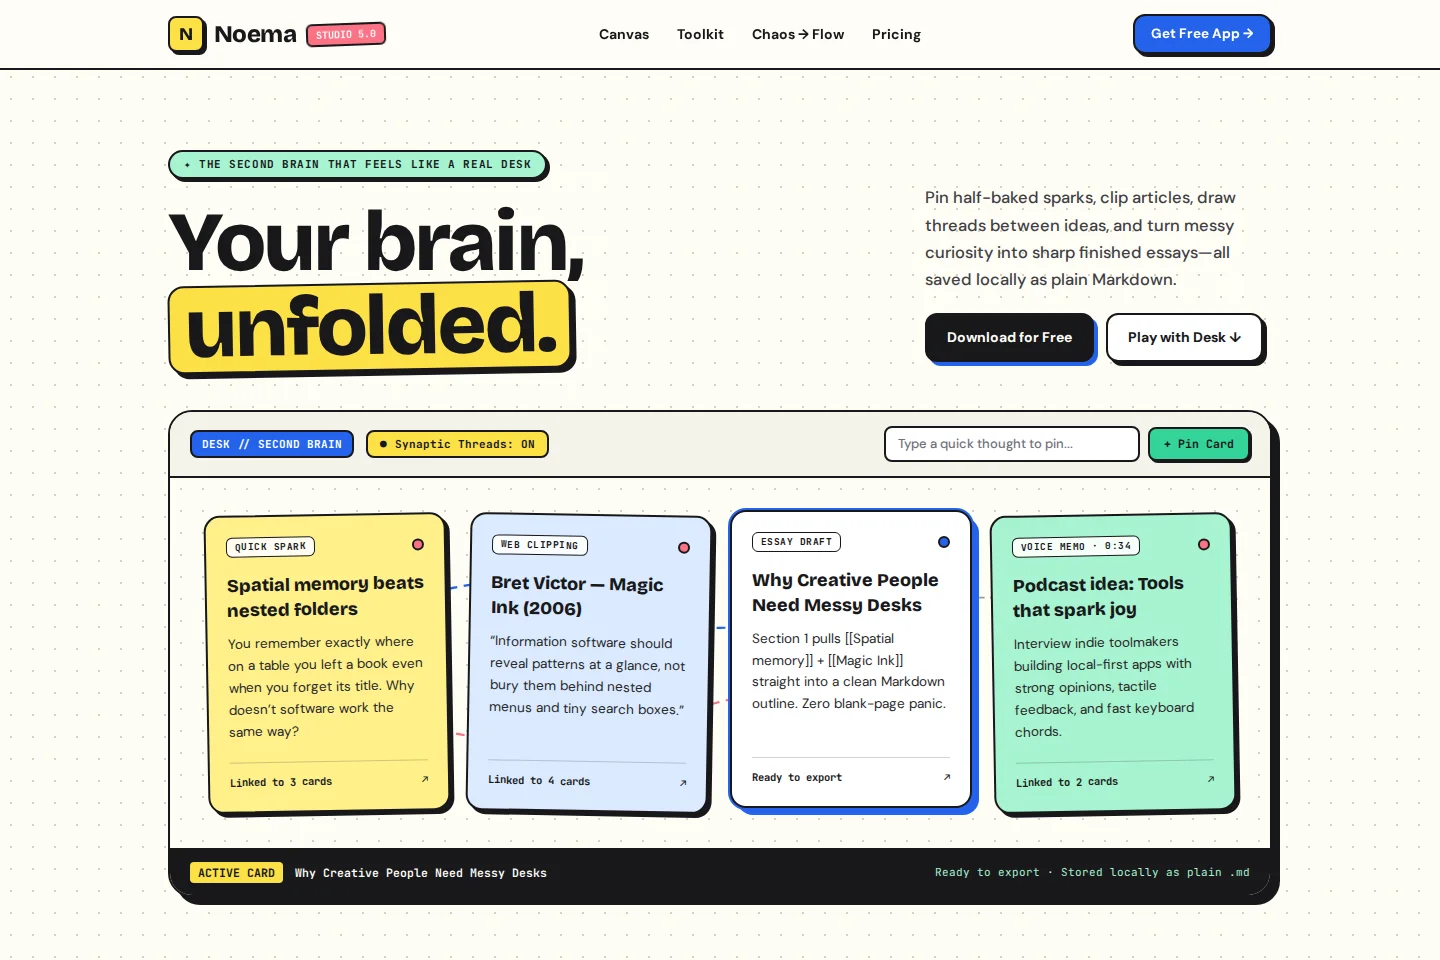 N
Noema
STUDIO 5.0
Canvas
Toolkit
Chaos → Flow
Pricing
Get Free App →
✦ THE SECOND BRAIN THAT FEELS LIKE A REAL DESK
Your brain,
unfolded.
Pin half-baked sparks, clip articles, draw
threads between ideas, and turn messy
curiosity into sharp finished essays—all
saved locally as plain Markdown.
Download for Free
Play with Desk ↓
DESK // SECOND BRAIN
● Synaptic Threads: ON
Type a quick thought to pin...
+ Pin Card
QUICK SPARK
Spatial memory beats
nested folders
You remember exactly where
on a table you left a book even
when you forget its title. Why
doesn’t software work the
same way?
Linked to 3 cards
↗
WEB CLIPPING
Bret Victor — Magic
Ink (2006)
“Information software should
reveal patterns at a glance, not
bury them behind nested
menus and tiny search boxes.”
Linked to 4 cards
↗
ESSAY DRAFT
Why Creative People
Need Messy Desks
Section 1 pulls [[Spatial
memory]] + [[Magic Ink]]
straight into a clean Markdown
outline. Zero blank-page panic.
Ready to export
↗
VOICE MEMO · 0:34
Podcast idea: Tools
that spark joy
Interview indie toolmakers
building local-first apps with
strong opinions, tactile
feedback, and fast keyboard
chords.
Linked to 2 cards
↗
ACTIVE CARD
Why Creative People Need Messy Desks
Ready to export · Stored locally as plain .md